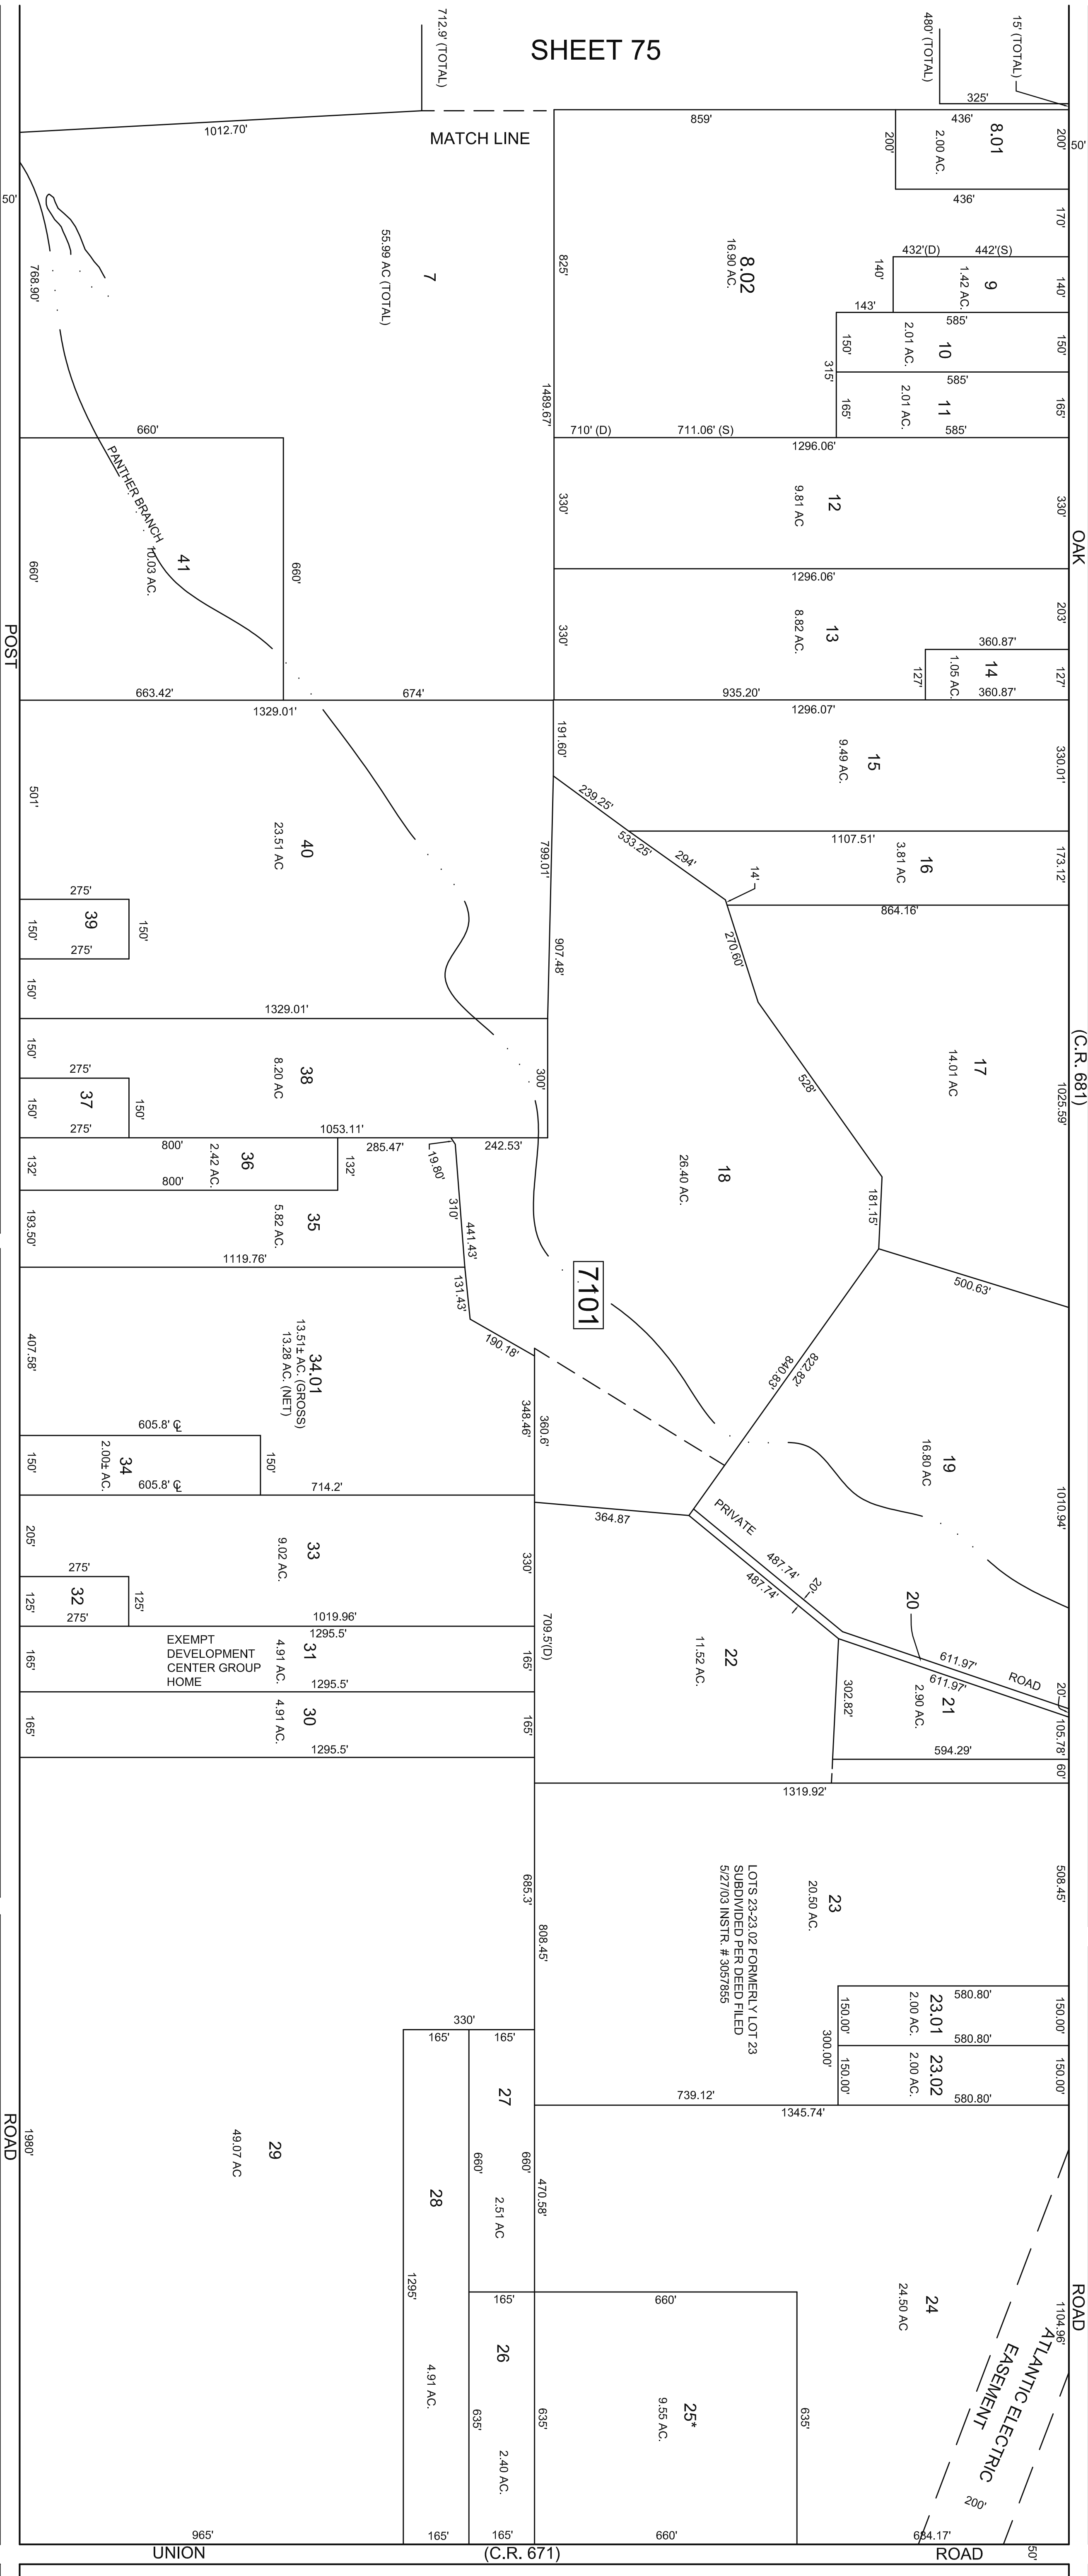 SHEET 75
712.9' (TOTAL)
480' (TOTAL)
15' (TOTAL)
325'
MATCH LINE
1012.70'
859'
436'
8.01
2.00 AC.
200'
200'
50'
436'
170'
50'
768.90'
55.99 AC (TOTAL)
7
825'
1489.67'
8.02
16.90 AC.
432'(D)
442'(S)
9
1.42 AC.
140'
140'
143'
585'
10
2.01 AC.
150'
150'
315'
585'
11
2.01 AC.
165'
165'
585'
710' (D)
711.06' (S)
1296.06'
660'
PANTHER BRANCH
41
10.03 AC.
660'
660'
12
9.81 AC
330'
330'
OAK
1296.06'
13
8.82 AC.
330'
203'
360.87'
14
1.05 AC.
127'
127'
360.87'
935.20'
POST
663.42'
674'
1329.01'
1296.07'
191.60'
15
9.49 AC.
330.01'
239.25'
533.25'
294'
14'
1107.51'
16
3.81 AC
173.12'
864.16'
501'
40
23.51 AC
799.01'
907.48'
275'
39
150'
150'
275'
150'
270.60'
17
14.01 AC
(C.R. 681)
1025.59'
528'
1329.01'
150'
38
8.20 AC
300'
275'
37
150'
150'
275'
1053.11'
800'
285.47'
242.53'
19.80'
132'
36
2.42 AC.
132'
800'
310'
441.43'
18
26.40 AC.
181.15'
193.50'
35
5.82 AC.
1119.76'
131.43'
190.18'
7101
500.63'
822.82'
840.83'
407.58'
34.01
13.51± AC. (GROSS)
13.28 AC. (NET)
348.46'
360.6'
605.8' ℄
34
2.00± AC.
150'
150'
605.8' ℄
714.2'
364.87
19
16.80 AC
1010.94'
PRIVATE
487.74'
487.74'
20'
205'
33
9.02 AC.
330'
275'
32
125'
125'
275'
1019.96'
1295.5'
20
611.97'
ROAD
611.97'
20'
EXEMPT
DEVELOPMENT
CENTER GROUP
HOME
31
4.91 AC.
165'
165'
1295.5'
709.5'(D)
22
11.52 AC.
302.82'
21
2.90 AC.
105.78'
594.29'
60'
165'
30
4.91 AC.
165'
1295.5'
1319.92'
685.3'
808.45'
23
20.50 AC.
508.45'
LOTS 23-23.02 FORMERLY LOT 23
SUBDIVIDED PER DEED FILED
5/27/03 INSTR. # 3057855
580.80'
23.01
2.00 AC.
150.00'
150.00'
580.80'
300.00'
23.02
2.00 AC.
150.00'
150.00'
580.80'
739.12'
1345.74'
330'
165'
165'
27
2.51 AC
660'
660'
470.58'
ROAD
1980'
29
49.07 AC
28
4.91 AC.
1295'
165'
26
2.40 AC.
635'
635'
660'
25*
9.55 AC.
635'
24
24.50 AC
ROAD
1104.96'
ATLANTIC ELECTRIC
EASEMENT
200'
965'
165'
165'
660'
684.17'
50'
UNION
(C.R. 671)
ROAD